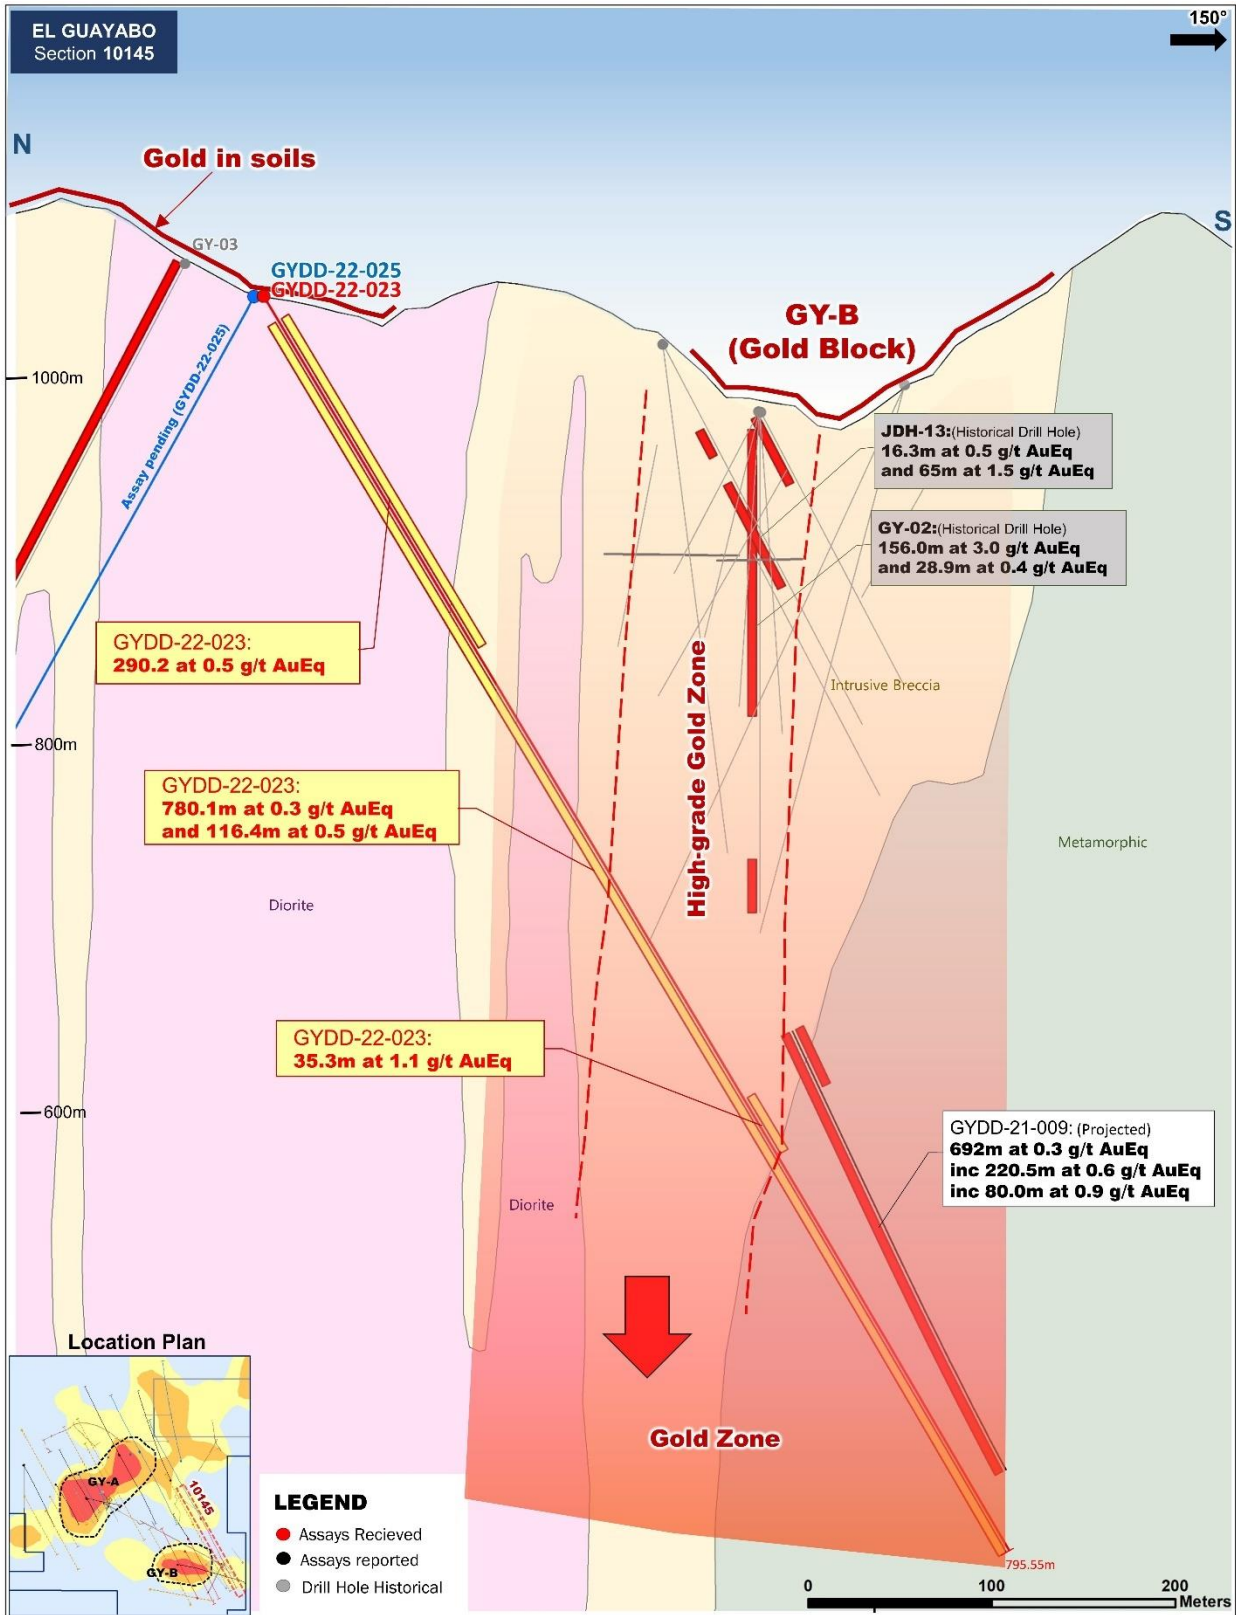 EL GUAYABO
Section 10145
150°
N
S
Gold in soils
GY-03
GYDD-22-025
GYDD-22-023
GY-B
(Gold Block)
1000m
Assay pending (GYDD-22-025)
JDH-13:(Historical Drill Hole)
16.3m at 0.5 g/t AuEq
and 65m at 1.5 g/t AuEq
GY-02:(Historical Drill Hole)
156.0m at 3.0 g/t AuEq
and 28.9m at 0.4 g/t AuEq
GYDD-22-023:
290.2 at 0.5 g/t AuEq
High-grade Gold Zone
Intrusive Breccia
800m
GYDD-22-023:
780.1m at 0.3 g/t AuEq
and 116.4m at 0.5 g/t AuEq
Metamorphic
Diorite
GYDD-22-023:
35.3m at 1.1 g/t AuEq
600m
GYDD-21-009: (Projected)
692m at 0.3 g/t AuEq
inc 220.5m at 0.6 g/t AuEq
inc 80.0m at 0.9 g/t AuEq
Diorite
Location Plan
GY-A
10145
GY-B
Gold Zone
LEGEND
Assays Recieved
Assays reported
Drill Hole Historical
795.55m
0 100 200
Meters